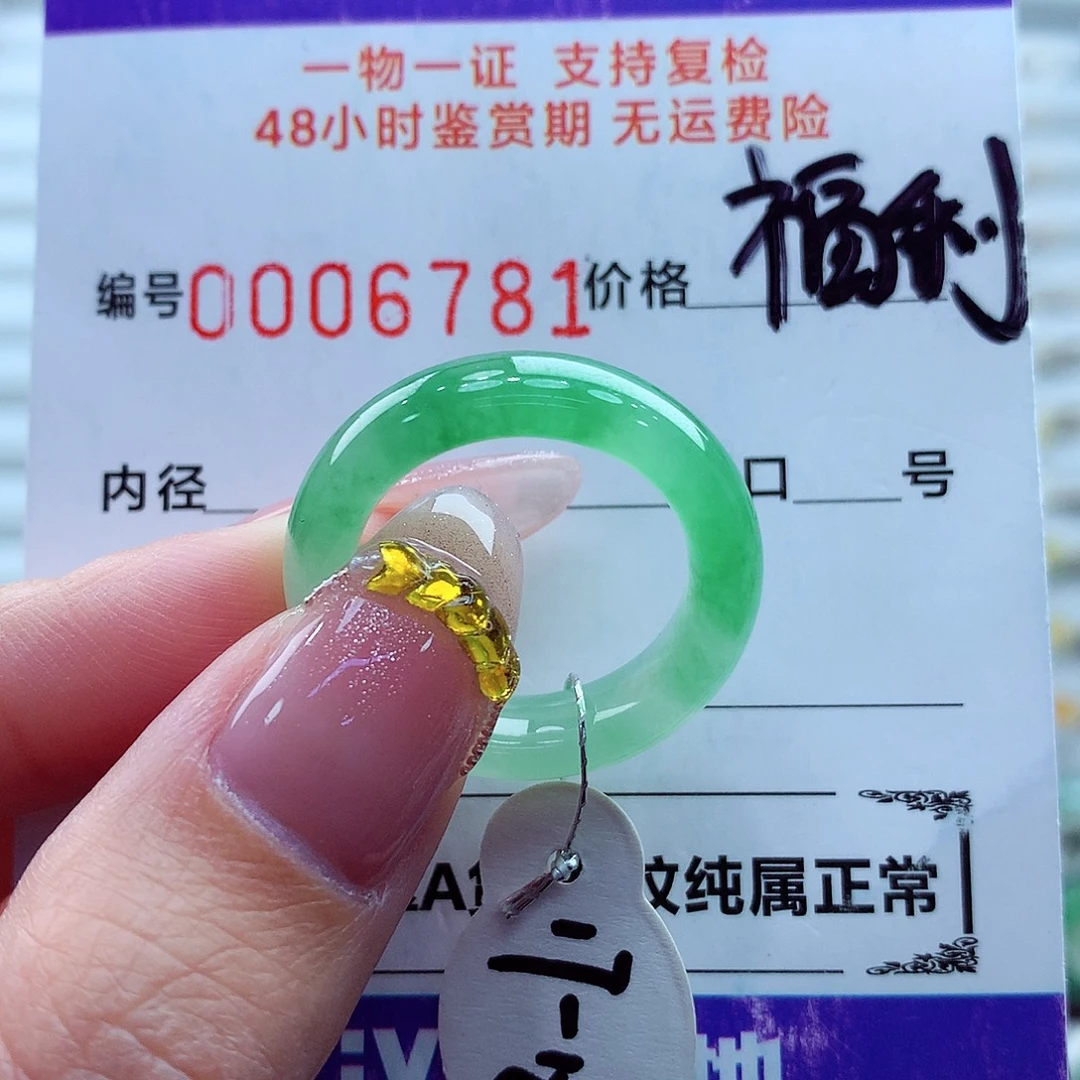 一物一证 支持复检
48小时鉴赏期 无运费险
编号0006781价格 福利
内径 口 号
A 纹纯属正常